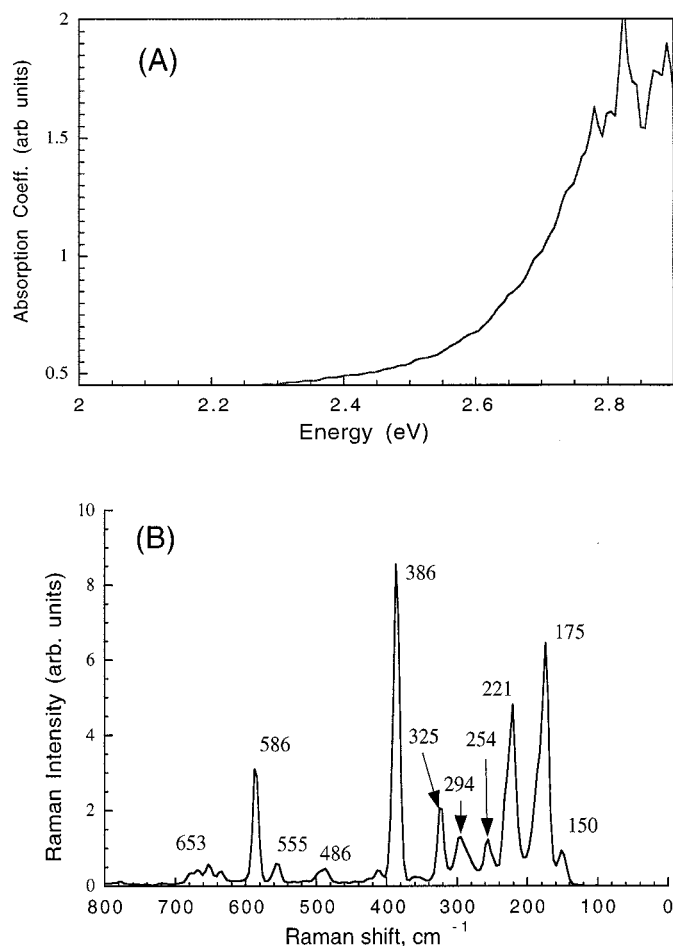 (A)
Absorption Coeff. (arb units)
2
1.5
1
0.5
2 2.2 2.4 2.6 2.8
Energy (eV)
(B)
Raman Intensity (arb. units)
10
8
6
4
2
0
386
175
221
586
325
254
294
653
555
486
150
800 700 600 500 400 300 200 100 0
Raman shift, cm -1